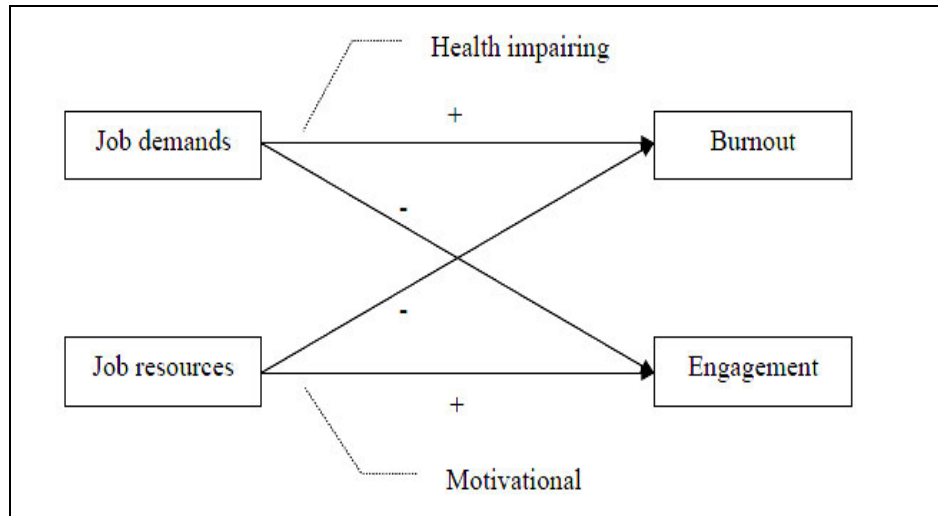 Health impairing
+
Job demands
Burnout
-
-
Job resources
Engagement
+
Motivational